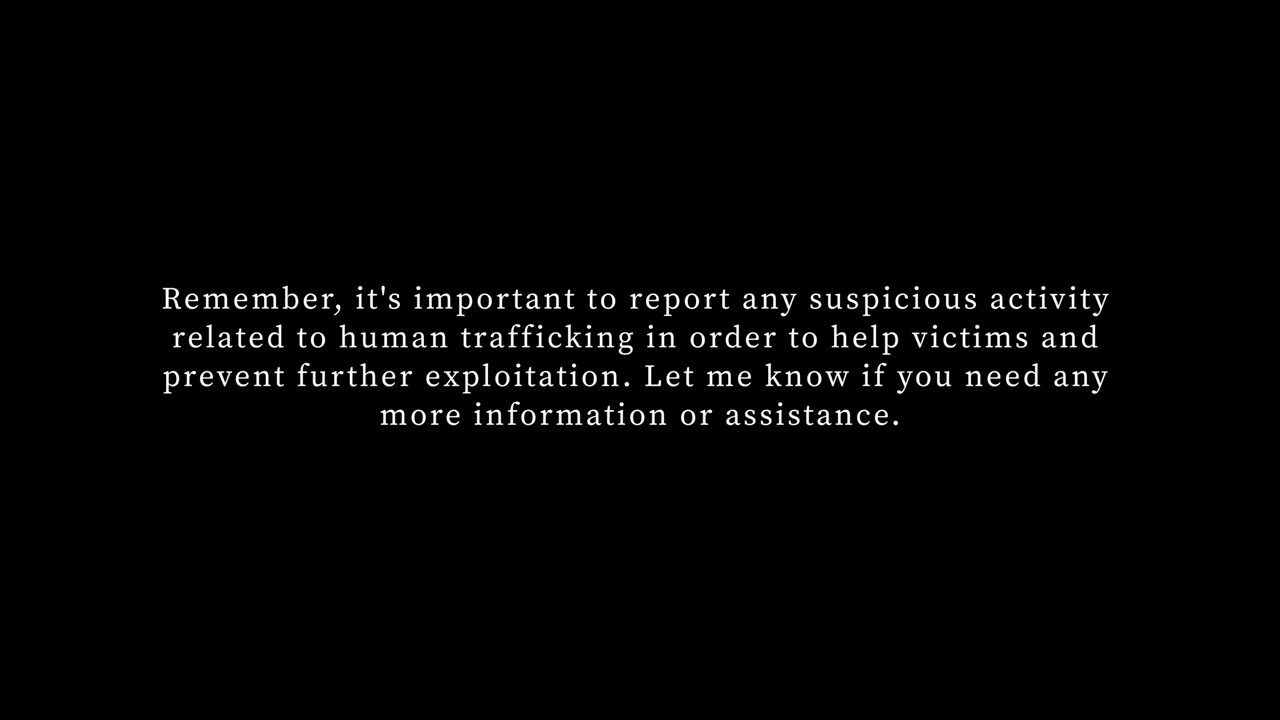 Remember, it's important to report any suspicious activity
related to human trafficking in order to help victims and
prevent further exploitation. Let me know if you need any
more information or assistance.